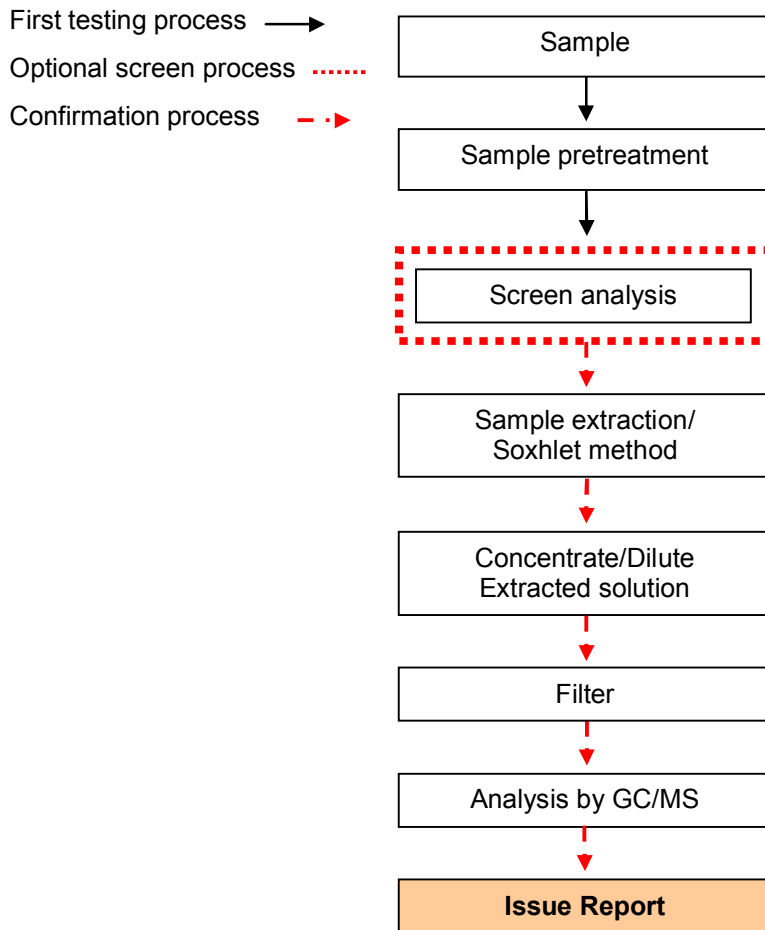 First testing process
Optional screen process
Confirmation process
Sample
Sample pretreatment
Screen analysis
Sample extraction/
Soxhlet method
Concentrate/Dilute
Extracted solution
Filter
Analysis by GC/MS
Issue Report